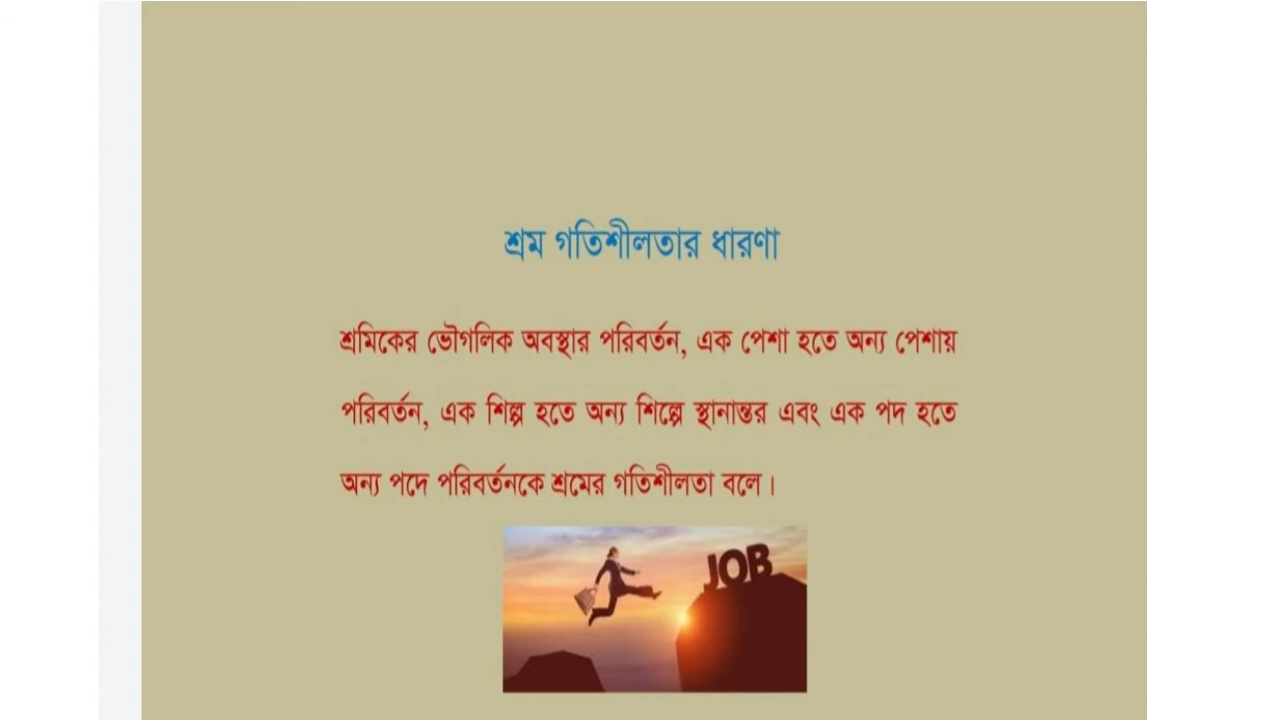 শ্রম গতিশীলতার ধারণা
শ্রমিকের ভৌগলিক অবস্থার পরিবর্তন, এক পেশা হতে অন্য পেশায়
পরিবর্তন, এক শিল্প হতে অন্য শিল্পে স্থানান্তর এবং এক পদ হতে
অন্য পদে পরিবর্তনকে শ্রমের গতিশীলতা বলে।
JOB